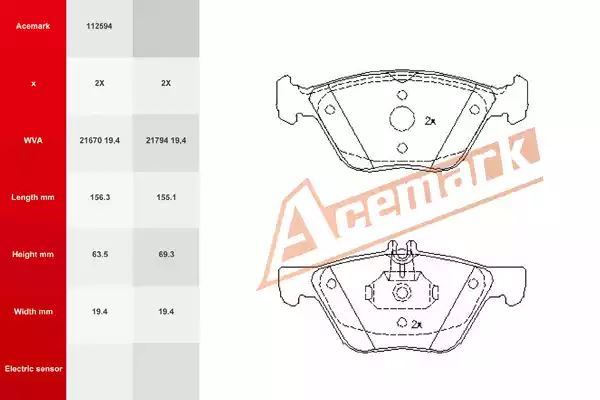 Acemark 112594
x 2X 2X
WVA 21670 19.4 21794 19,4
Length mm 156.3 155.1
Height mm 63.5 69.3
Width mm 19.4 19.4
Electric sensor
2x
Acemark
2x